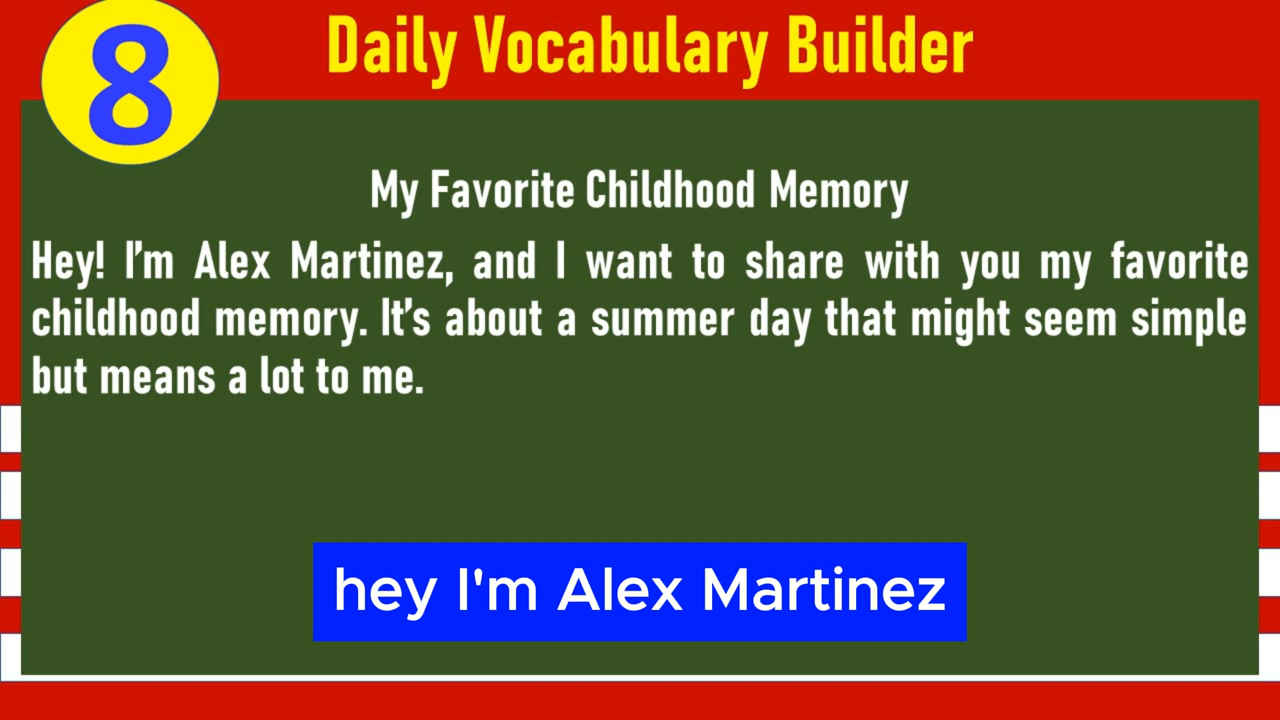 8
Daily Vocabulary Builder
My Favorite Childhood Memory
Hey! I'm Alex Martinez, and I want to share with you my favorite
childhood memory. It's about a summer day that might seem simple
but means a lot to me.
hey I'm Alex Martinez